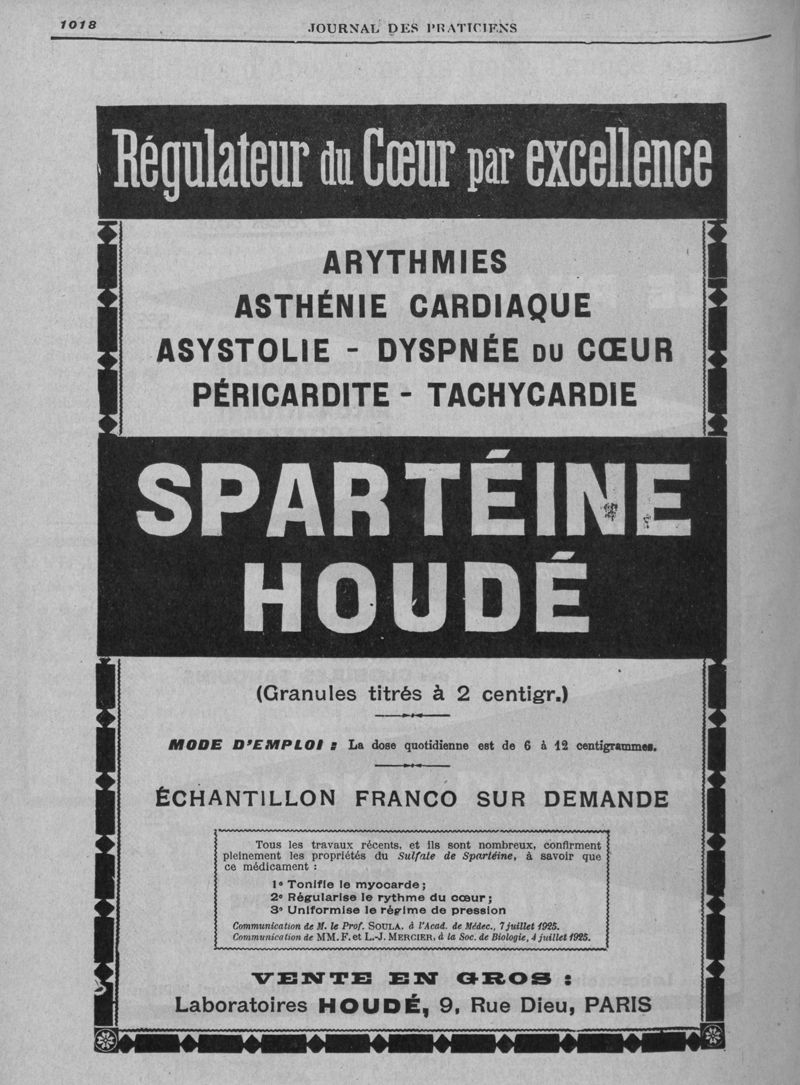 1018
JOURNAL DES PRATICIENS
Régulateur du Cœur par excellence
ARYTHMIES
ASTHÉNIE CARDIAQUE
ASYSTOLIE - DYSPNÉE DU CŒUR
PÉRICARDITE - TACHYCARDIE
SPARTÉINE
HOUDÉ
(Granules titrés à 2 centigr.)
MODE D'EMPLOI : La dose quotidienne est de 6 à 12 centigrammes.
ÉCHANTILLON FRANCO SUR DEMANDE
Tous les travaux récents, et ils sont nombreux, confirment
pleinement les propriétés du Sulfate de Spartéine, à savoir que
ce médicament :
1° Tonifie le myocarde ;
2° Régularise le rythme du cœur ;
3° Uniformise le régime de pression
Communication de M. le Prof. SOULA, à l'Acad. de Médec., 7 juillet 1925.
Communication de MM. F. et L.-J. MERCIER, à la Soc. de Biologie, 4 juillet 1925.
VENTE EN GROS :
Laboratoires HOUDÉ, 9, Rue Dieu, PARIS